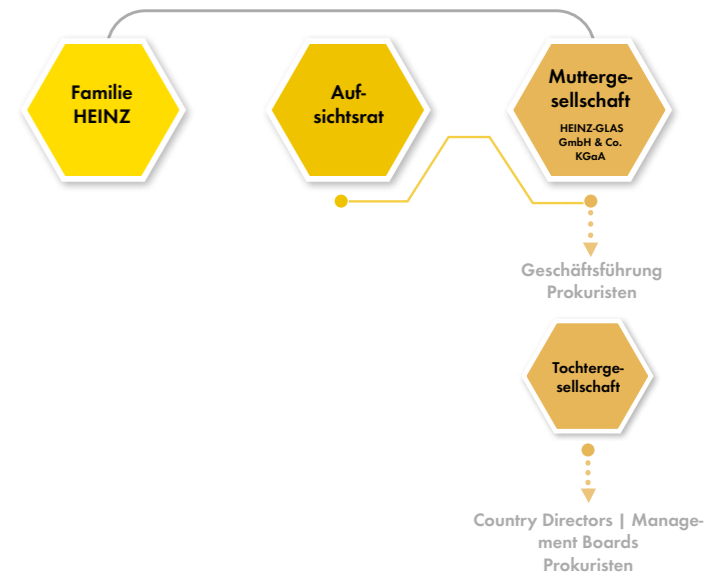 Familie
HEINZ
Auf-
sichtsrat
Mutterge-
sellschaft
HEINZ-GLAS
GmbH & Co.
KGaA
Geschäftsführung
Prokuristen
Tochterge-
sellschaft
Country Directors | Manage-
ment Boards
Prokuristen